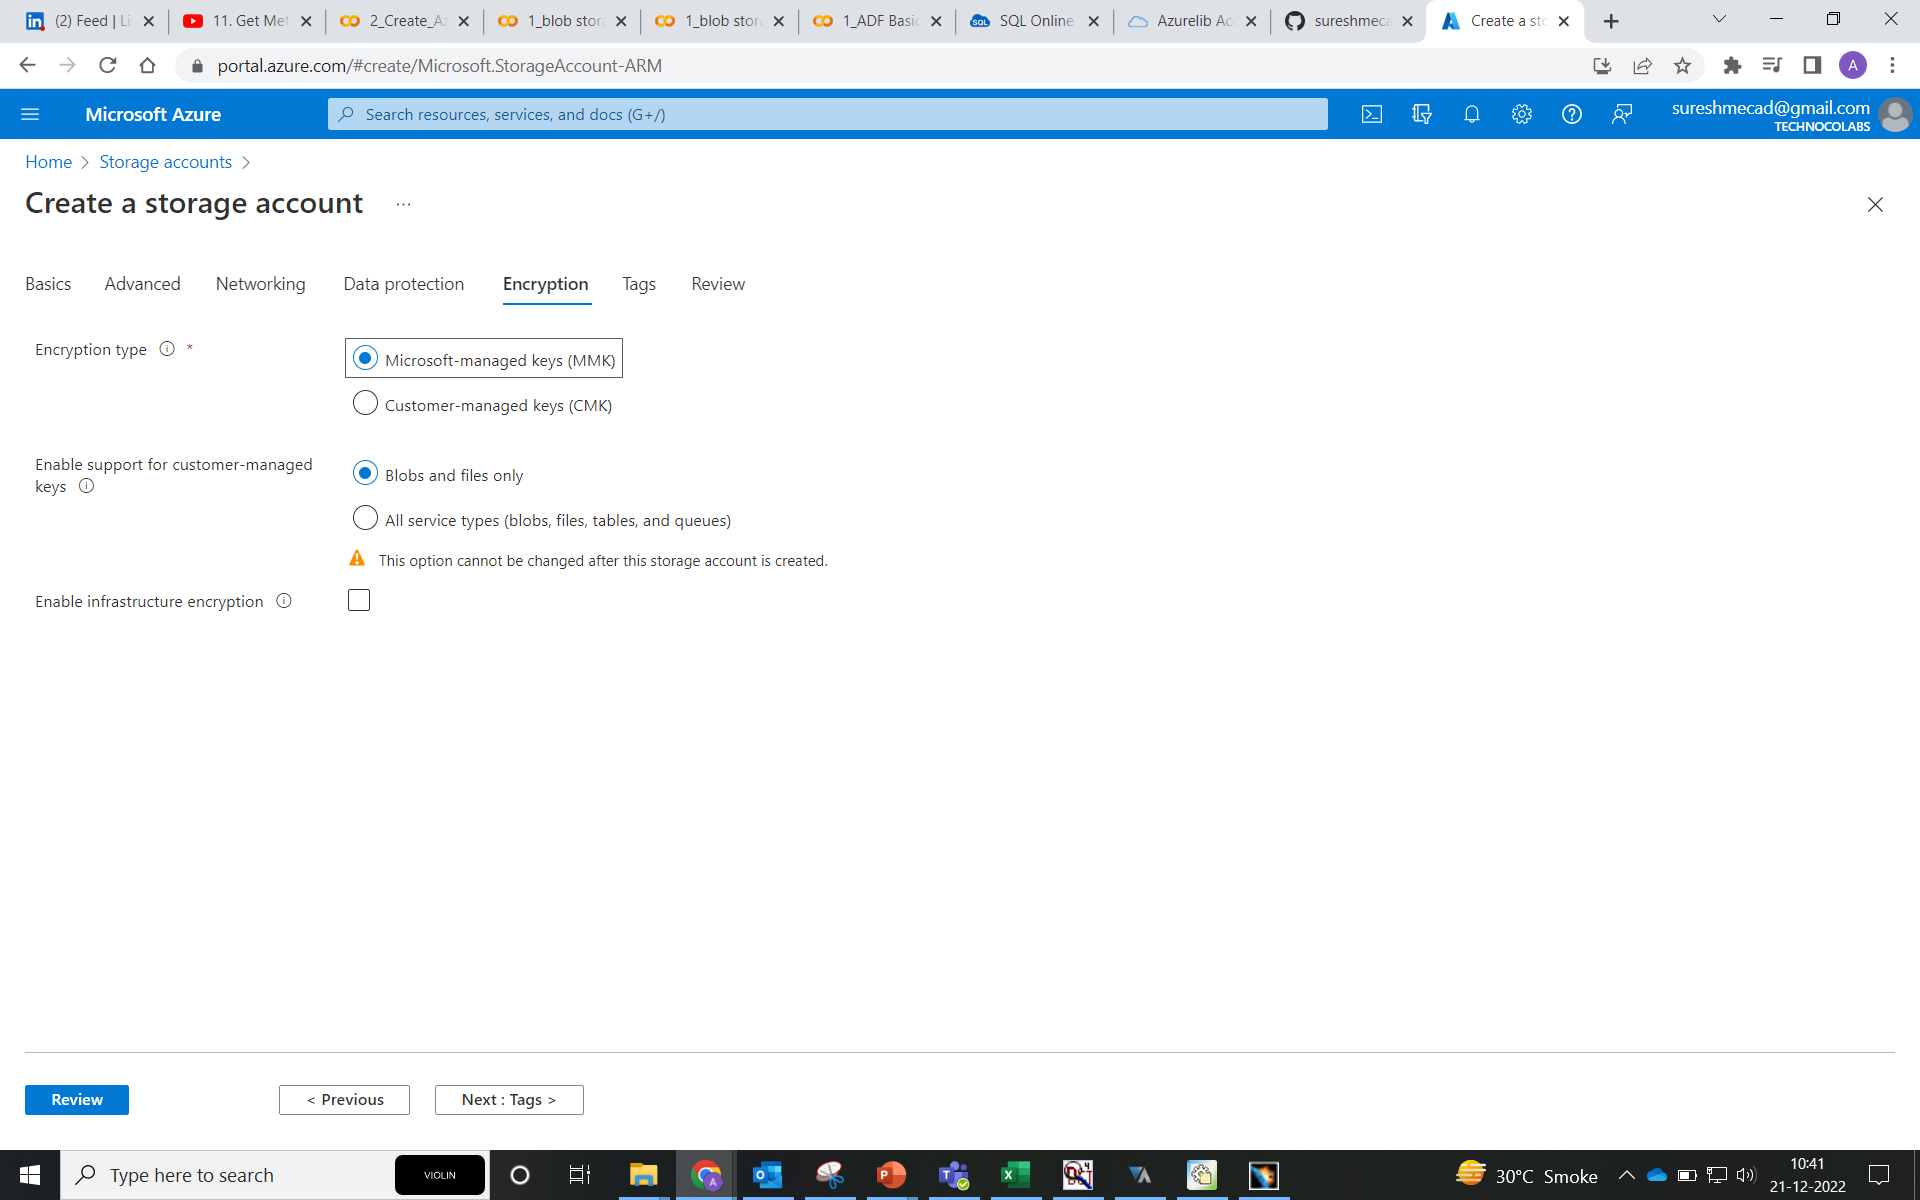 (2) Feed | Li
11. Get Met
2_Create_Az
1_blob stora
1_blob stora
1_ADF Basic
SQL Online
Azurelib Aca
sureshmeca
Create a sto
portal.azure.com/#create/Microsoft.StorageAccount-ARM
A
Microsoft Azure
Search resources, services, and docs (G+/)
sureshmecad@gmail.com
TECHNOCOLABS
Home > Storage accounts >
Create a storage account ...
Basics
Advanced
Networking
Data protection
Encryption
Tags
Review
Encryption type *
Microsoft-managed keys (MMK)
Customer-managed keys (CMK)
Enable support for customer-managed
keys
Blobs and files only
All service types (blobs, files, tables, and queues)
This option cannot be changed after this storage account is created.
Enable infrastructure encryption
Review
< Previous
Next : Tags >
Type here to search
VIOLIN
30°C Smoke
10:41
21-12-2022